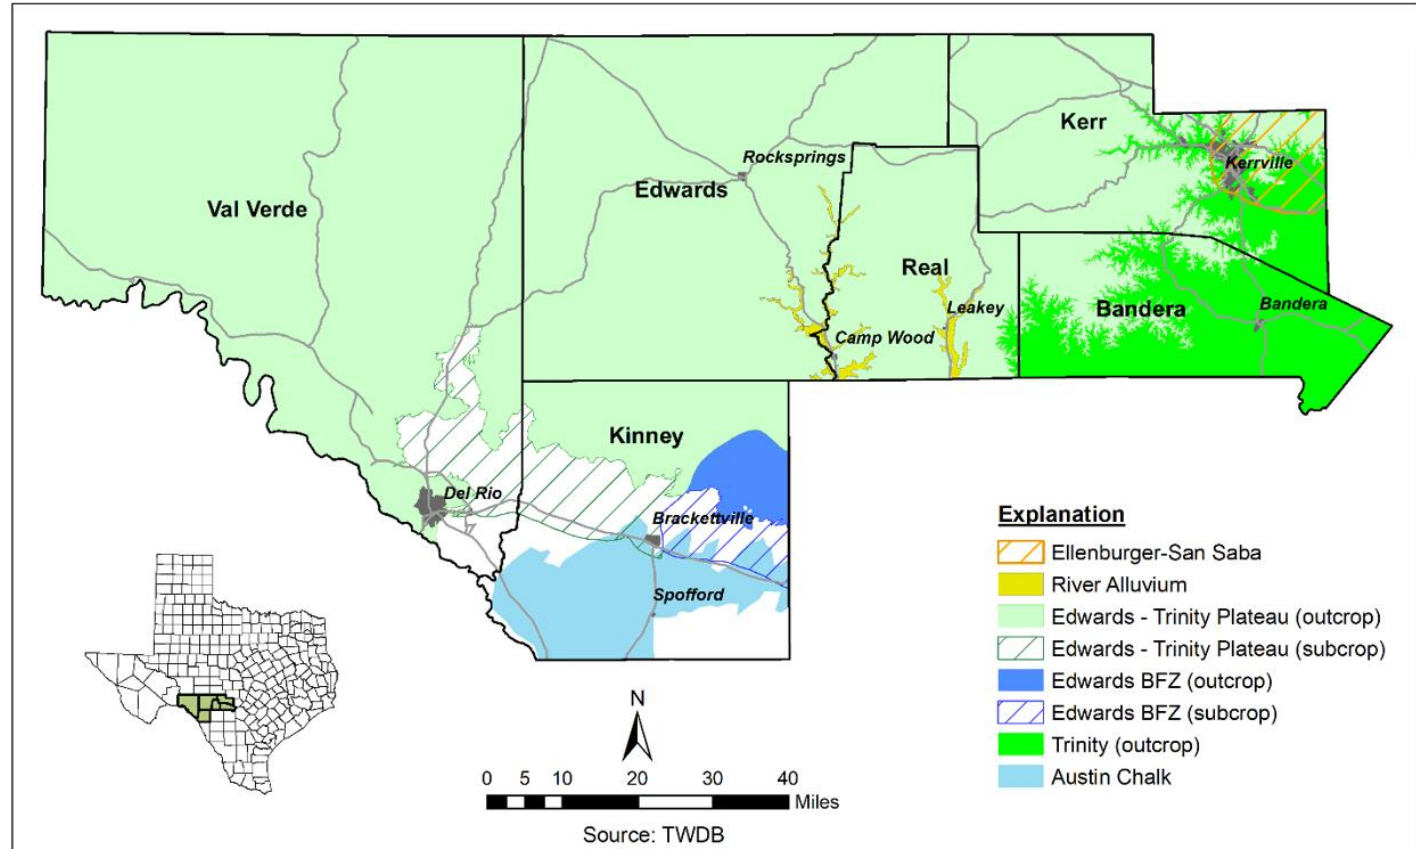 Kerr
Rocksprings
Kerrville
Edwards
Val Verde
Real
Leakey
Bandera
Bandera
Camp Wood
Kinney
Del Rio
Brackettville
Spofford
Explanation
Ellenburger-San Saba
River Alluvium
Edwards - Trinity Plateau (outcrop)
Edwards - Trinity Plateau (subcrop)
Edwards BFZ (outcrop)
Edwards BFZ (subcrop)
Trinity (outcrop)
Austin Chalk
N
0 5 10 20 30 40
Miles
Source: TWDB